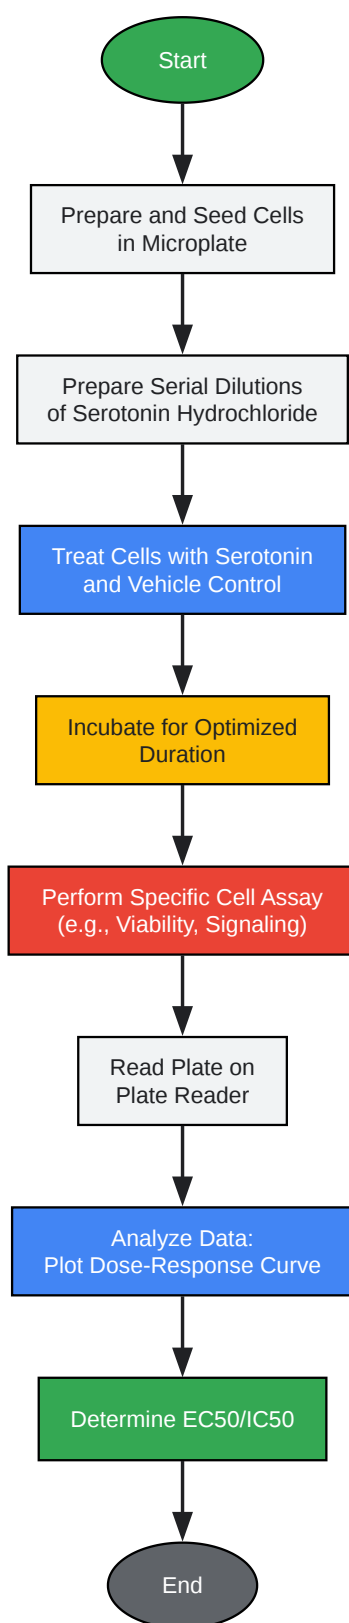 Start
Prepare and Seed Cells
in Microplate
Prepare Serial Dilutions
of Serotonin Hydrochloride
Treat Cells with Serotonin
and Vehicle Control
Incubate for Optimized
Duration
Perform Specific Cell Assay
(e.g., Viability, Signaling)
Read Plate on
Plate Reader
Analyze Data:
Plot Dose-Response Curve
Determine EC50/IC50
End